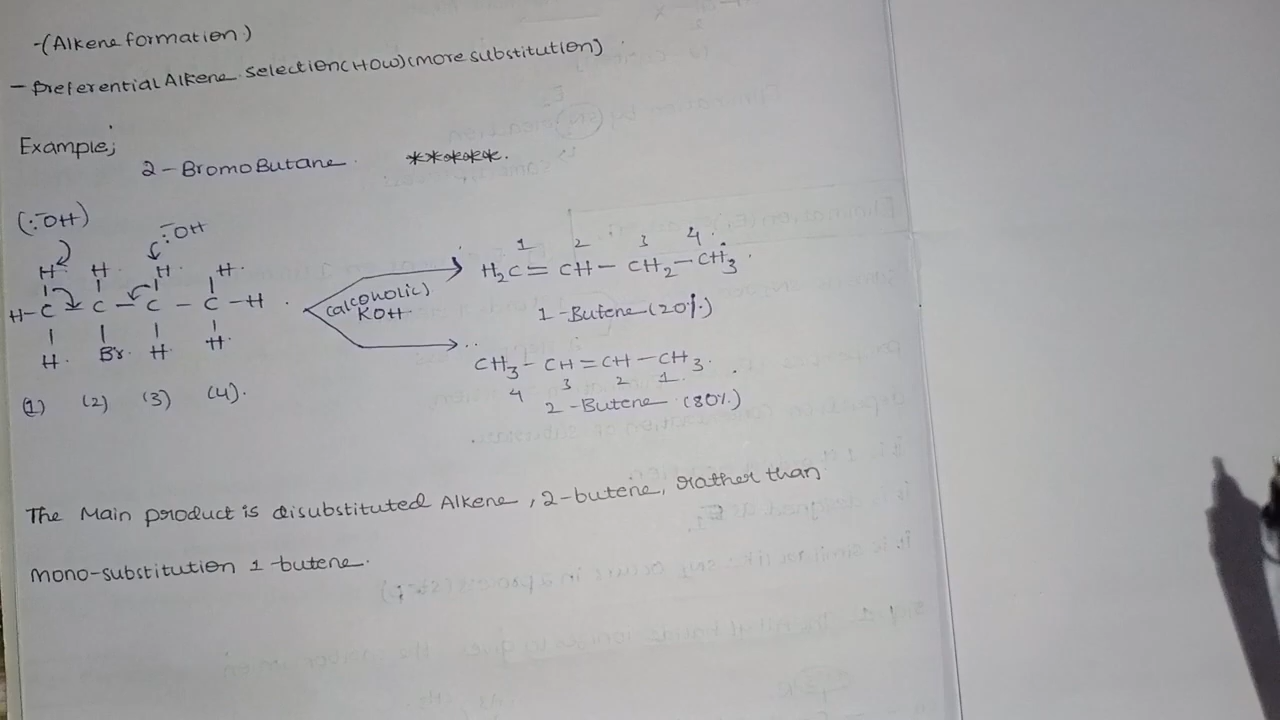 -(Alkene formation)
- Preferential Alkene Selection(How)(more substitution)
Example;
2-BromoButane. *****.
(:ŌH)
:ŌH
H H H H.
H-C - C - C - C -H.
H. Br. H H.
(1) (2) (3) (4).
(alcoholic)
KOH.
1 2 3 4.
H₂C = CH - CH₂ - CH₃.
1-Butene (20%)
CH₃ - CH = CH - CH₃.
4 3 2 1.
2-Butene (80%)
The Main product is disubstituted Alkene, 2-butene, rather than
mono-substitution 1-butene.